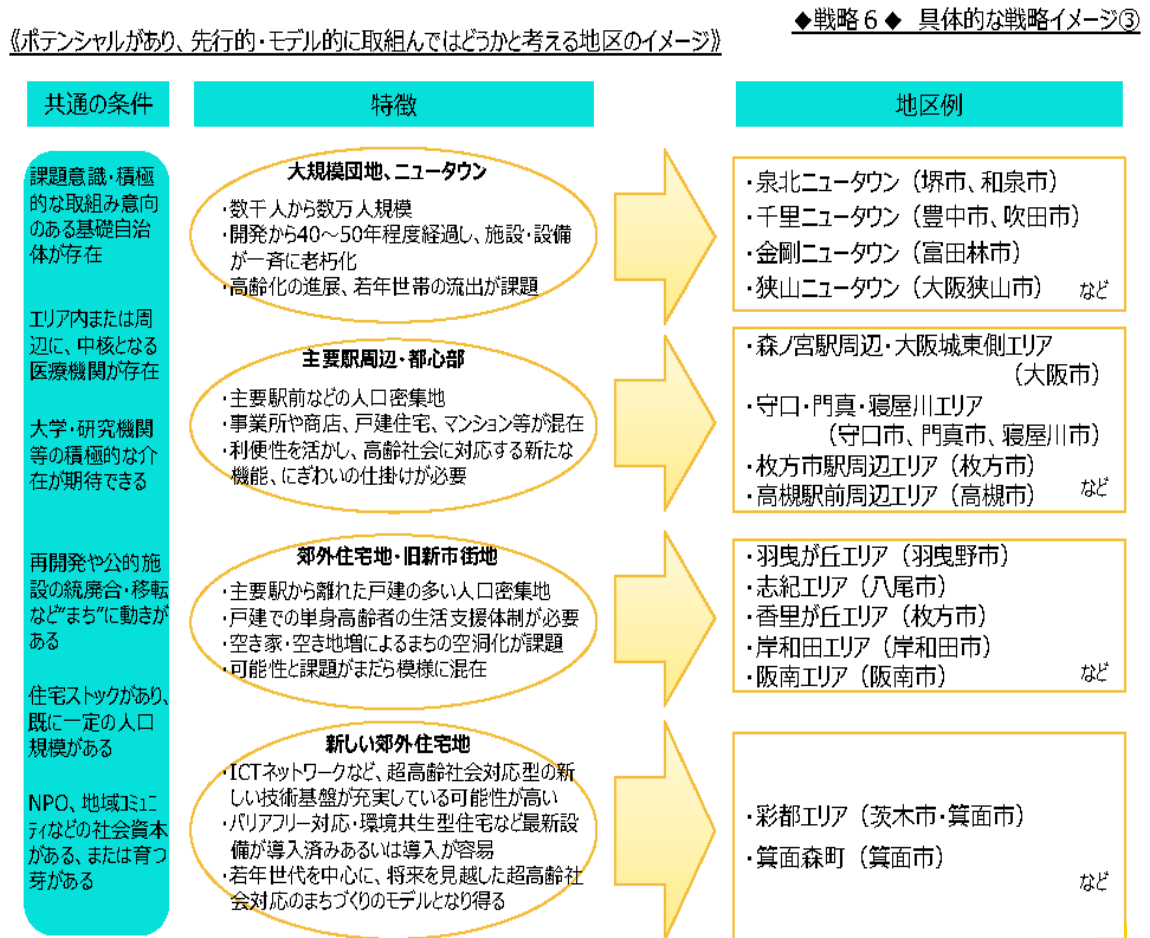 ◆戦略6◆ 具体的な戦略イメージ③
《ポテンシャルがあり、先行的・モデル的に取組んではどうかと考える地区のイメージ》
共通の条件
特徴
地区例
課題意識・積極
的な取組み意向
のある基礎自治
体が存在
エリア内または周
辺に、中核となる
医療機関が存在
大学・研究機関
等の積極的な介
在が期待できる
再開発や公的施
設の統廃合・移転
など“まち”に動きが
ある
住宅ストックがあり、
既に一定の人口
規模がある
NPO、地域コミュニ
ティなどの社会資本
がある、または育つ
芽がある
大規模団地、ニュータウン
・数千人から数万人規模
・開発から40～50年程度経過し、施設・設備
が一斉に老朽化
・高齢化の進展、若年世帯の流出が課題
・泉北ニュータウン（堺市、和泉市）
・千里ニュータウン（豊中市、吹田市）
・金剛ニュータウン（富田林市）
・狭山ニュータウン（大阪狭山市） など
主要駅周辺・都心部
・主要駅前などの人口密集地
・事業所や商店、戸建住宅、マンション等が混在
・利便性を活かし、高齢社会に対応する新たな
機能、にぎわいの仕掛けが必要
・森ノ宮駅周辺・大阪城東側エリア
（大阪市）
・守口・門真・寝屋川エリア
（守口市、門真市、寝屋川市）
・枚方市駅周辺エリア（枚方市）
・高槻駅前周辺エリア（高槻市） など
郊外住宅地・旧新市街地
・主要駅から離れた戸建の多い人口密集地
・戸建での単身高齢者の生活支援体制が必要
・空き家・空き地増によるまちの空洞化が課題
・可能性と課題がまだら模様に混在
・羽曳が丘エリア（羽曳野市）
・志紀エリア（八尾市）
・香里が丘エリア（枚方市）
・岸和田エリア（岸和田市）
・阪南エリア（阪南市） など
新しい郊外住宅地
・ICTネットワークなど、超高齢社会対応型の新
しい技術基盤が充実している可能性が高い
・バリアフリー対応・環境共生型住宅など最新設
備が導入済みあるいは導入が容易
・若年世代を中心に、将来を見越した超高齢社
会対応のまちづくりのモデルとなり得る
・彩都エリア（茨木市・箕面市）
・箕面森町（箕面市）
など